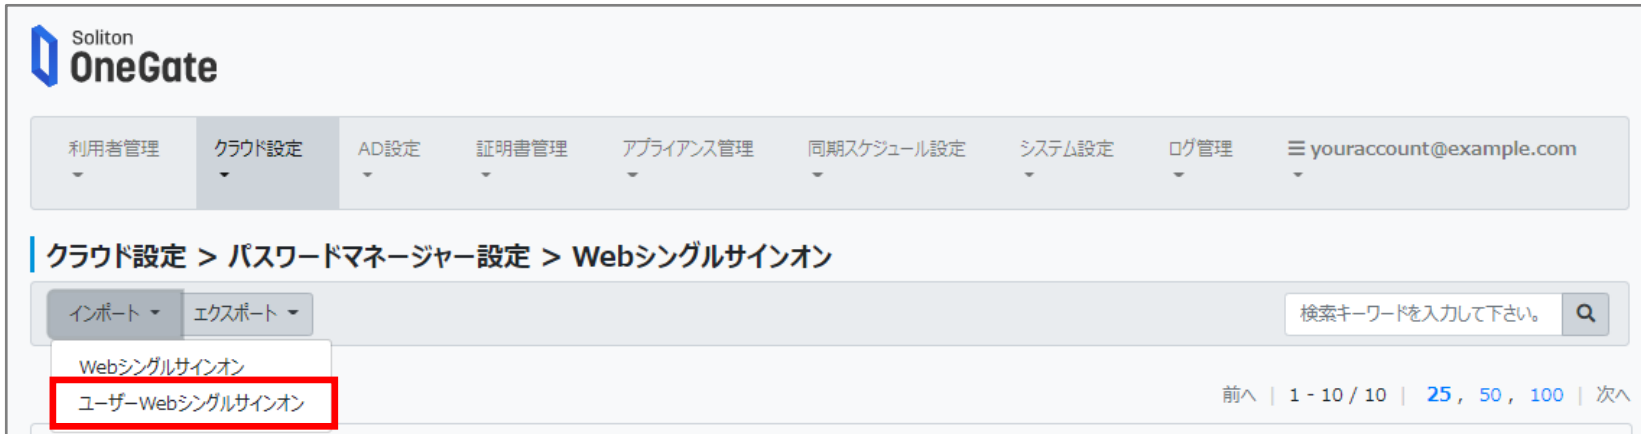 Soliton
OneGate
利用者管理 クラウド設定 AD設定 証明書管理 アプライアンス管理 同期スケジュール設定 システム設定 ログ管理 ☰ youraccount@example.com
クラウド設定 > パスワードマネージャー設定 > Webシングルサインオン
インポート エクスポート 検索キーワードを入力して下さい。
Webシングルサインオン
ユーザーWebシングルサインオン
前へ | 1 - 10 / 10 | 25 , 50 , 100 | 次へ